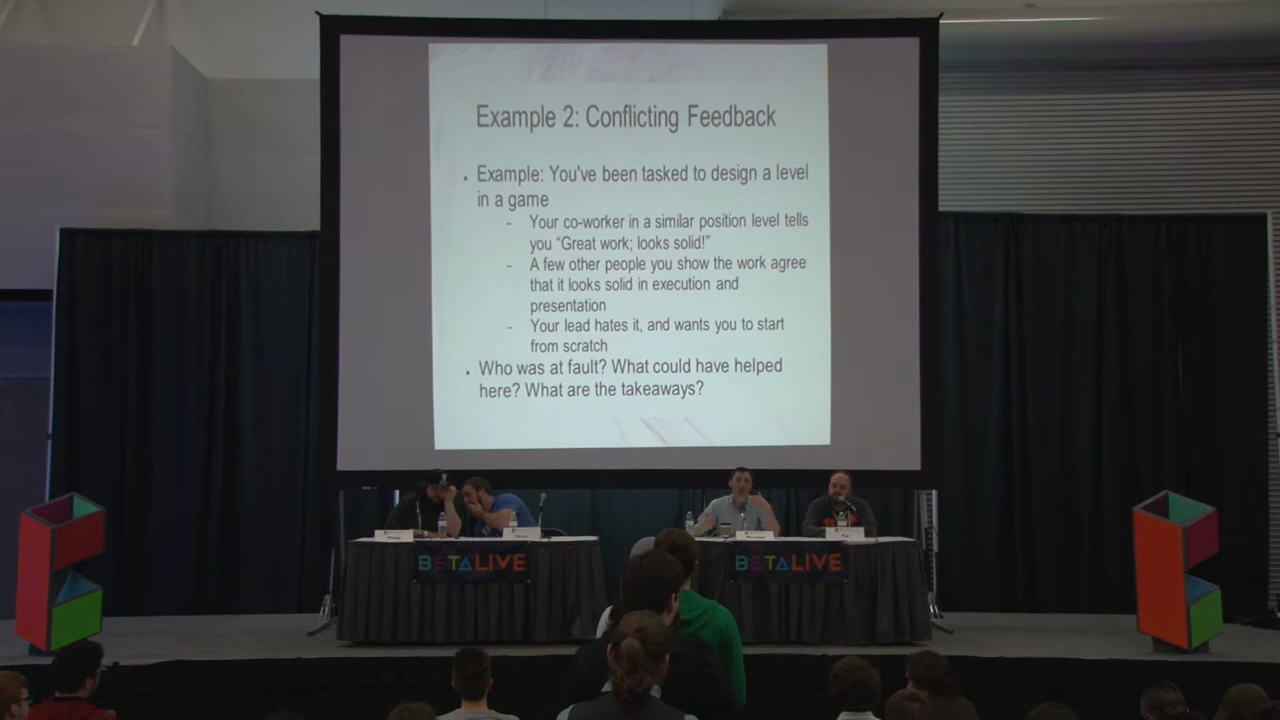 Example 2: Conflicting Feedback
. Example: You've been tasked to design a level
in a game
- Your co-worker in a similar position level tells
you “Great work; looks solid!”
- A few other people you show the work agree
that it looks solid in execution and
presentation
- Your lead hates it, and wants you to start
from scratch
. Who was at fault? What could have helped
here? What are the takeaways?
BETALIVE
BETALIVE